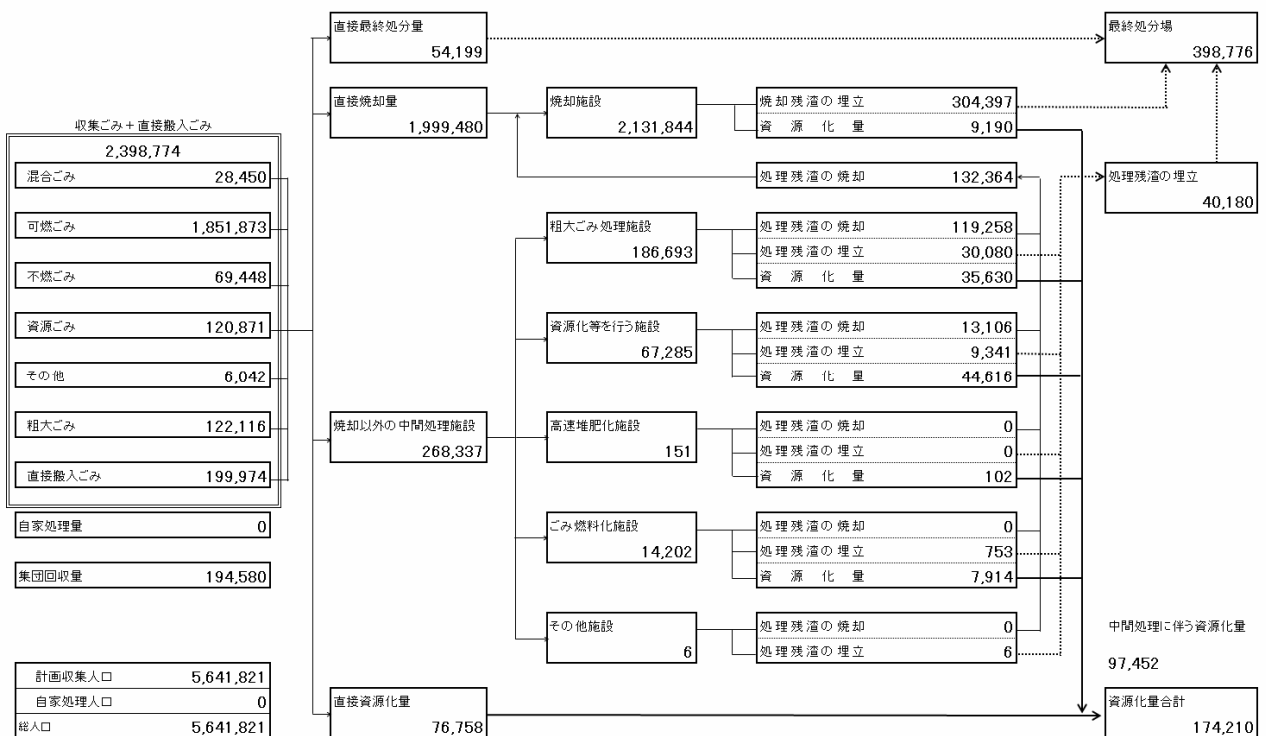 収集ごみ＋直接搬入ごみ
2,398,774
混合ごみ 28,450
可燃ごみ 1,851,873
不燃ごみ 69,448
資源ごみ 120,871
その他 6,042
粗大ごみ 122,116
直接搬入ごみ 199,974
自家処理量 0
集団回収量 194,580
計画収集人口 5,641,821
自家処理人口 0
総人口 5,641,821
直接最終処分量
54,199
直接焼却量
1,999,480
焼却以外の中間処理施設
268,337
直接資源化量
76,758
焼却施設
2,131,844
粗大ごみ処理施設
186,693
資源化等を行う施設
67,285
高速堆肥化施設
151
ごみ燃料化施設
14,202
その他施設
6
焼却残渣の埋立 304,397
資源化量 9,190
処理残渣の焼却 132,364
処理残渣の焼却 119,258
処理残渣の埋立 30,080
資源化量 35,630
処理残渣の焼却 13,106
処理残渣の埋立 9,341
資源化量 44,616
処理残渣の焼却 0
処理残渣の埋立 0
資源化量 102
処理残渣の焼却 0
処理残渣の埋立 753
資源化量 7,914
処理残渣の焼却 0
処理残渣の埋立 6
最終処分場
398,776
処理残渣の埋立
40,180
中間処理に伴う資源化量
97,452
資源化量合計
174,210